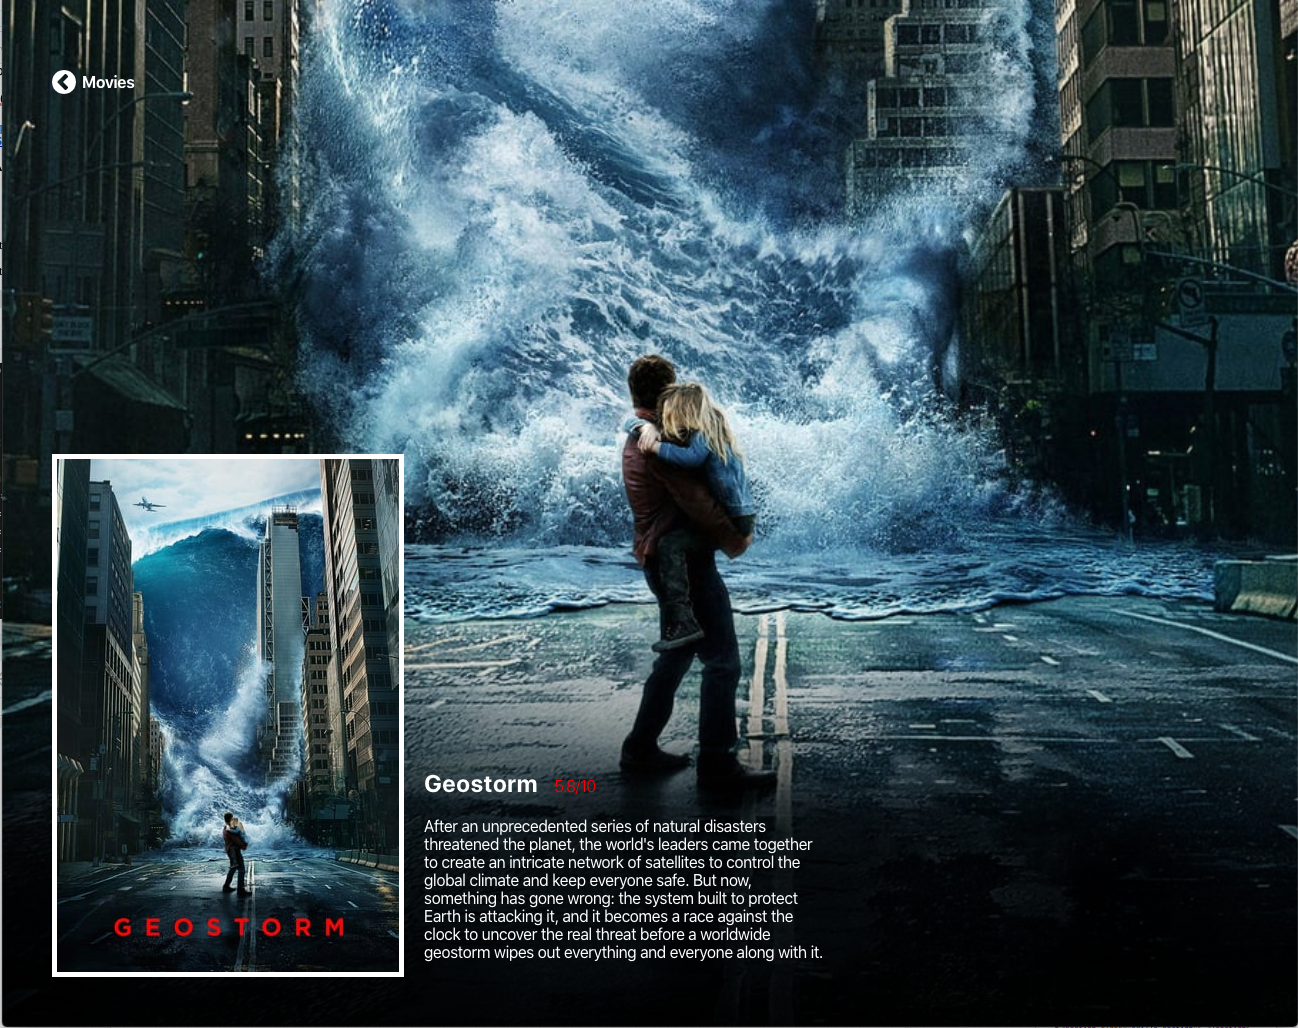 Movies
GEOSTORM
Geostorm 5.8/10
After an unprecedented series of natural disasters
threatened the planet, the world's leaders came together
to create an intricate network of satellites to control the
global climate and keep everyone safe. But now,
something has gone wrong: the system built to protect
Earth is attacking it, and it becomes a race against the
clock to uncover the real threat before a worldwide
geostorm wipes out everything and everyone along with it.